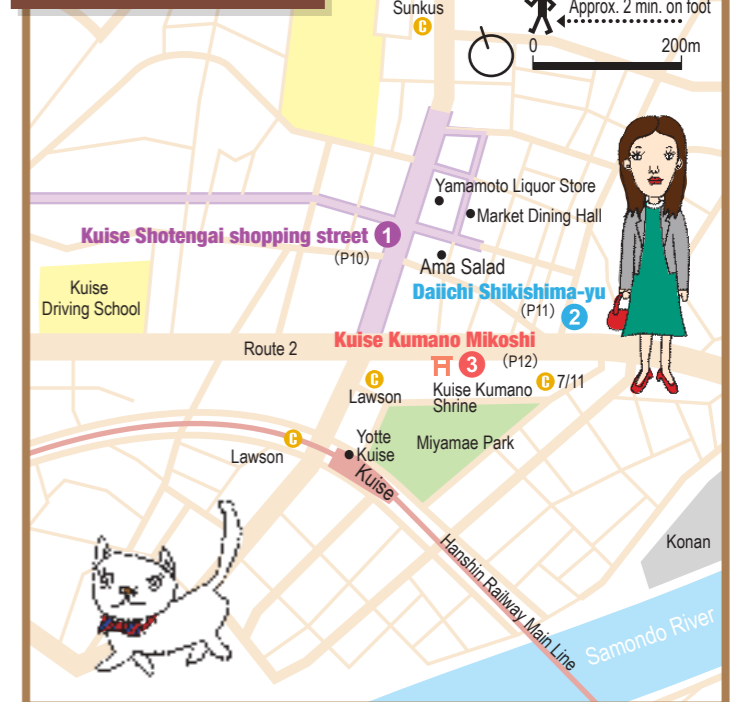 Sunkus
C
Approx. 2 min. on foot
0 200m
Yamamoto Liquor Store
Market Dining Hall
Kuise Shotengai shopping street 1
(P10)
Ama Salad
Daiichi Shikishima-yu
(P11) 2
Kuise
Driving School
Route 2
Kuise Kumano Mikoshi
3 (P12)
C
Lawson
Kuise Kumano
Shrine
C 7/11
C
Lawson
Yotte
Kuise
Miyamae Park
Kuise
Hanshin Railway Main Line
Konan
Samondo River